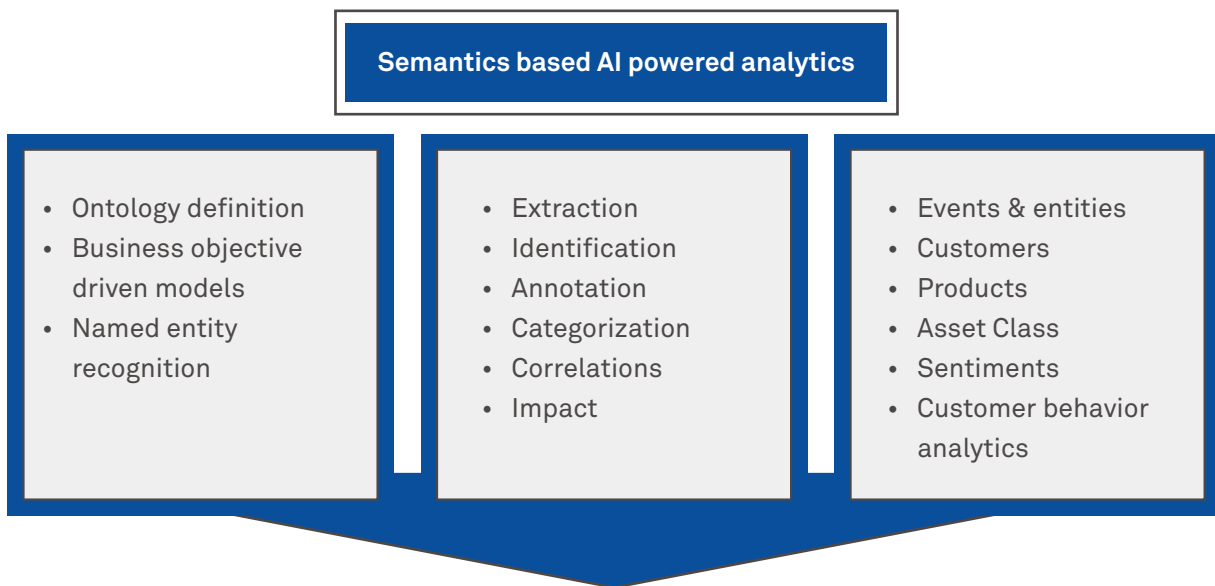 Semantics based AI powered analytics
• Ontology definition
• Business objective
driven models
• Named entity
recognition
• Extraction
• Identification
• Annotation
• Categorization
• Correlations
• Impact
• Events & entities
• Customers
• Products
• Asset Class
• Sentiments
• Customer behavior
analytics